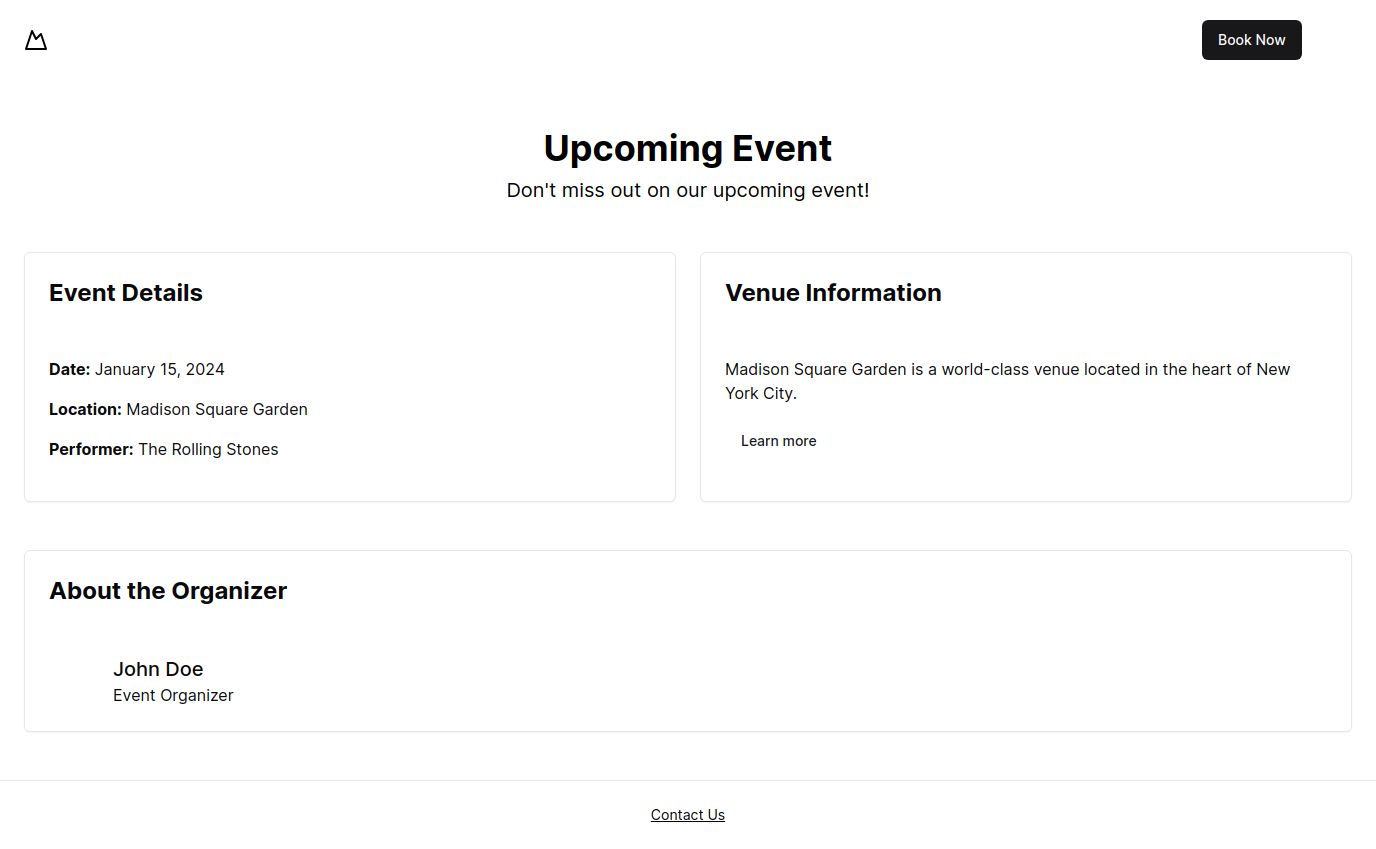 Book Now
Upcoming Event
Don't miss out on our upcoming event!
Event Details
Date: January 15, 2024
Location: Madison Square Garden
Performer: The Rolling Stones
Venue Information
Madison Square Garden is a world-class venue located in the heart of New
York City.
Learn more
About the Organizer
John Doe
Event Organizer
Contact Us